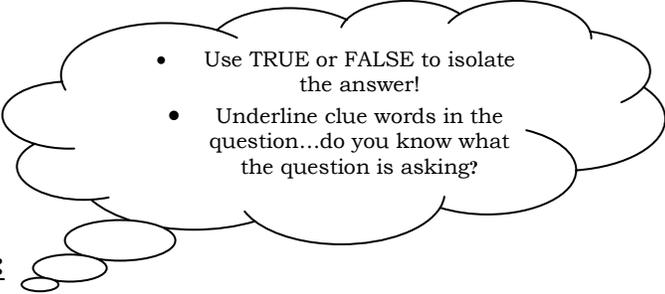 • Use TRUE or FALSE to isolate
the answer!
• Underline clue words in the
question...do you know what
the question is asking?
: